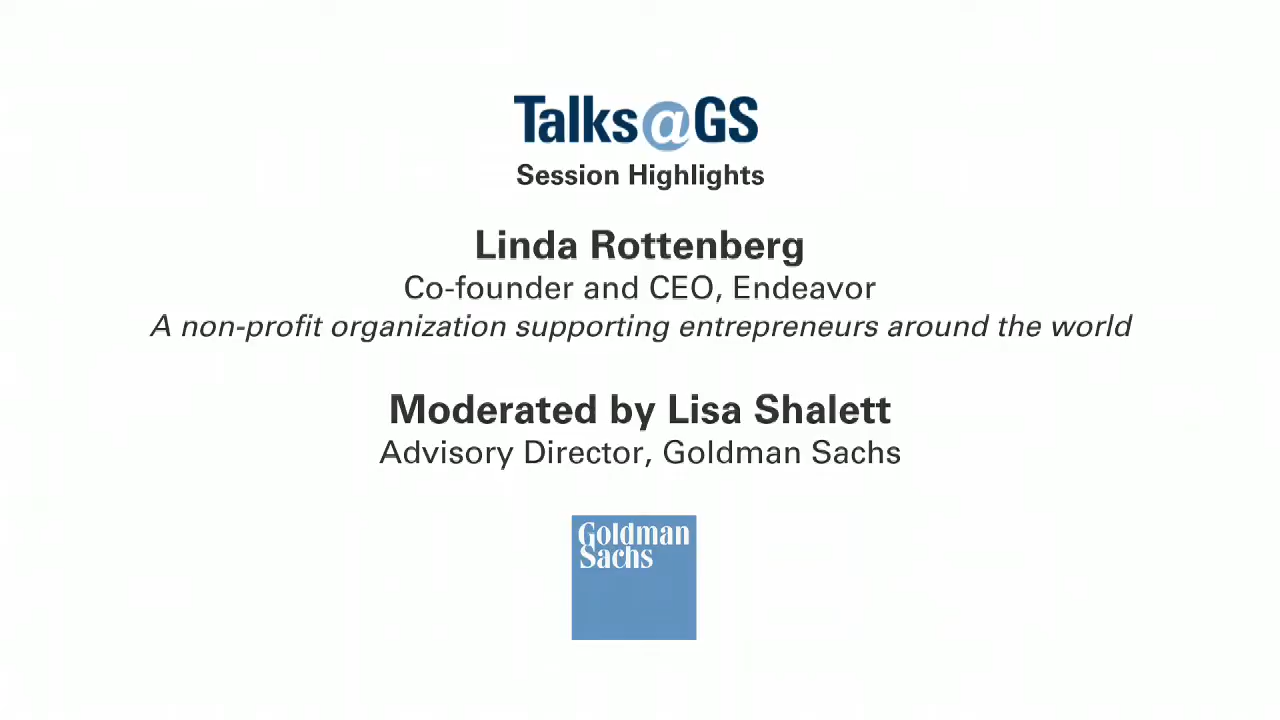 Talks@GS
Session Highlights
Linda Rottenberg
Co-founder and CEO, Endeavor
A non-profit organization supporting entrepreneurs around the world
Moderated by Lisa Shalett
Advisory Director, Goldman Sachs
Goldman
Sachs